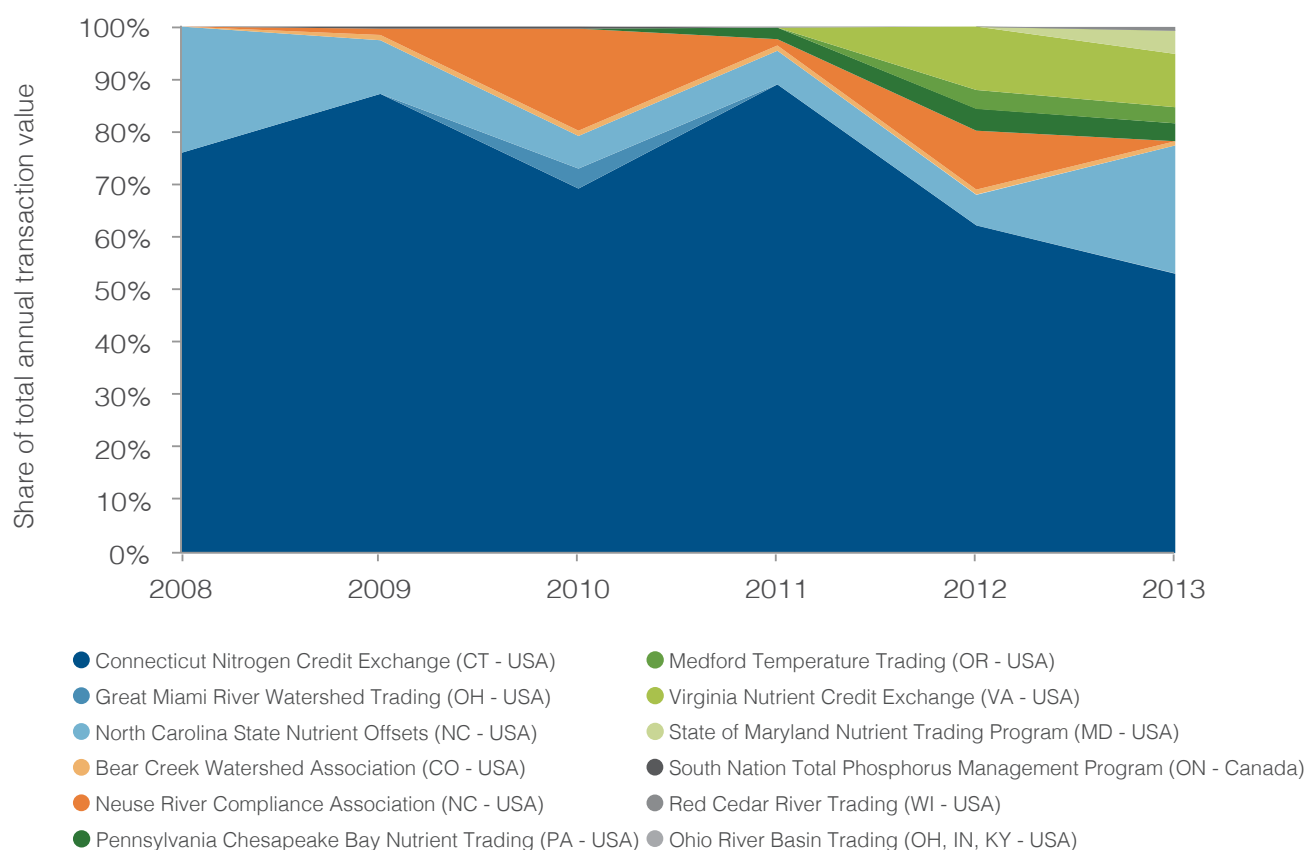 Share of total annual transaction value
100%
90%
80%
70%
60%
50%
40%
30%
20%
10%
0%
2008
2009
2010
2011
2012
2013
Connecticut Nitrogen Credit Exchange (CT - USA)
Great Miami River Watershed Trading (OH - USA)
North Carolina State Nutrient Offsets (NC - USA)
Bear Creek Watershed Association (CO - USA)
Neuse River Compliance Association (NC - USA)
Pennsylvania Chesapeake Bay Nutrient Trading (PA - USA)
Medford Temperature Trading (OR - USA)
Virginia Nutrient Credit Exchange (VA - USA)
State of Maryland Nutrient Trading Program (MD - USA)
South Nation Total Phosphorus Management Program (ON - Canada)
Red Cedar River Trading (WI - USA)
Ohio River Basin Trading (OH, IN, KY - USA)